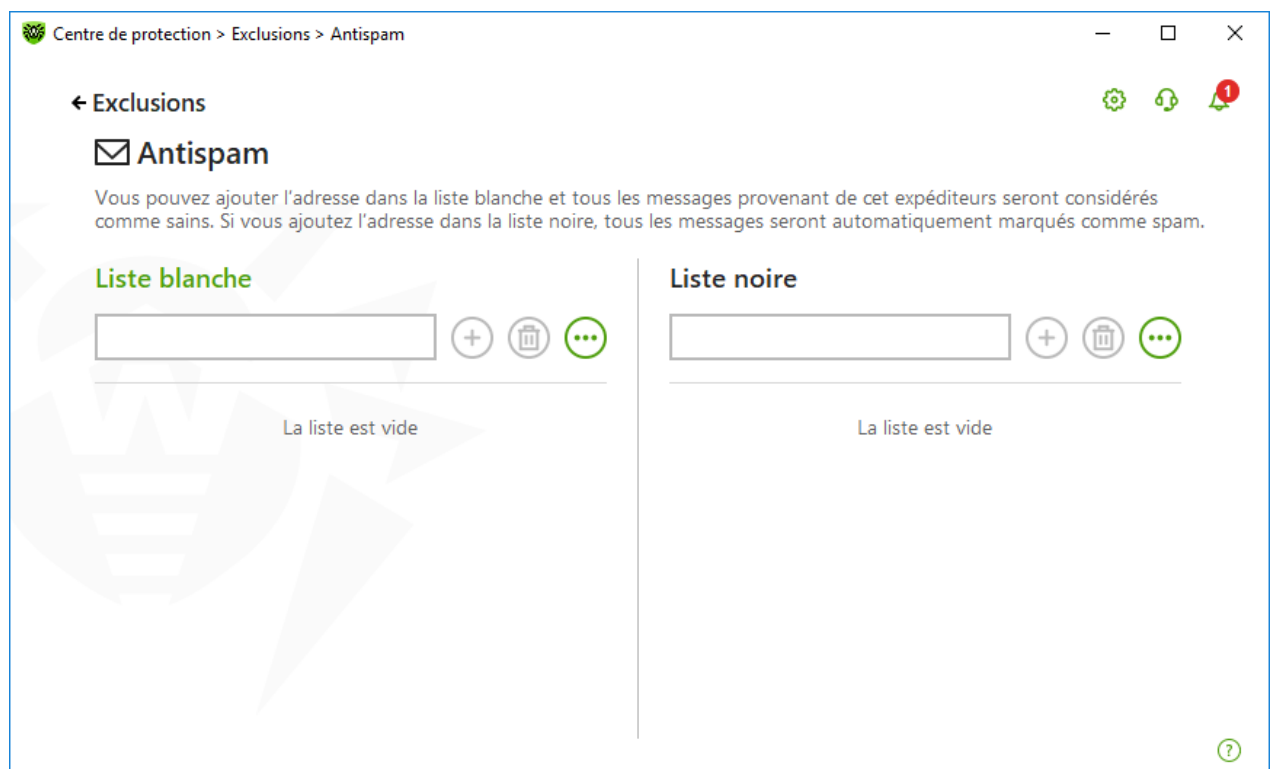 Centre de protection > Exclusions > Antispam
Exclusions
1
Antispam
Vous pouvez ajouter l'adresse dans la liste blanche et tous les messages provenant de cet expéditeurs seront considérés
comme sains. Si vous ajoutez l'adresse dans la liste noire, tous les messages seront automatiquement marqués comme spam.
Liste blanche
Liste noire
La liste est vide
La liste est vide
?